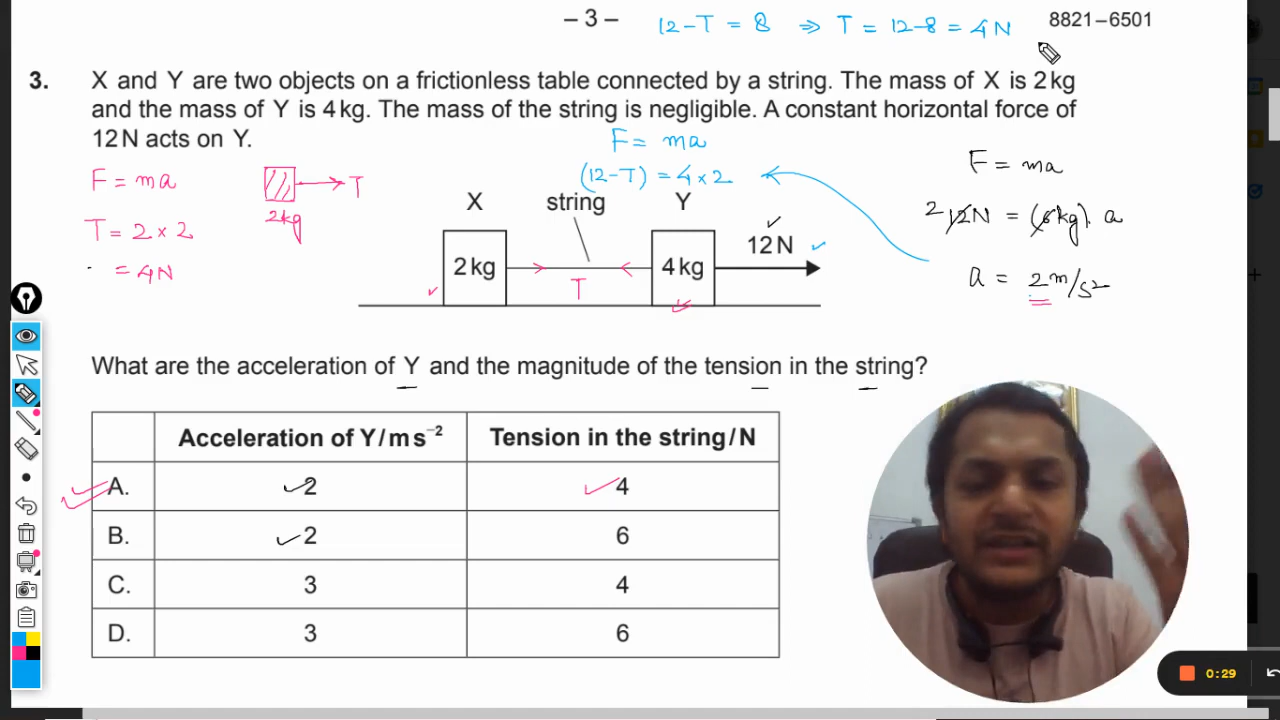 – 3 –
12-T = 8 ⇒ T = 12-8 = 4N
8821–6501
3. X and Y are two objects on a frictionless table connected by a string. The mass of X is 2 kg
and the mass of Y is 4 kg. The mass of the string is negligible. A constant horizontal force of
12 N acts on Y.
F = ma
(12-T) = 4 × 2
F = ma
T = 2 × 2
= 4N
T
2kg
X
string
Y
2 kg
T
4 kg
12 N
F = ma
2 12N = (6kg). a
a = 2m/s²
What are the acceleration of Y and the magnitude of the tension in the string?
Acceleration of Y / m s⁻² Tension in the string / N
A. 2 4
B. 2 6
C. 3 4
D. 3 6
0:29